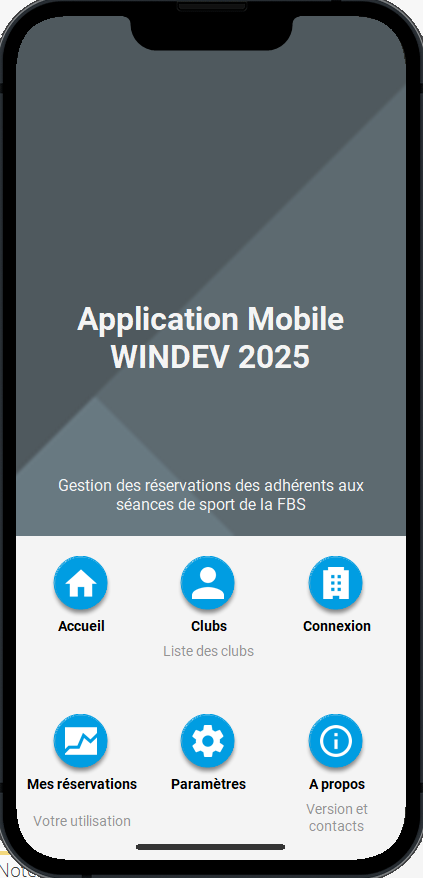 Application Mobile
WINDEV 2025
Gestion des réservations des adhérents aux
séances de sport de la FBS
Accueil
Clubs
Connexion
Liste des clubs
Mes réservations
Paramètres
A propos
Votre utilisation
Version et
contacts